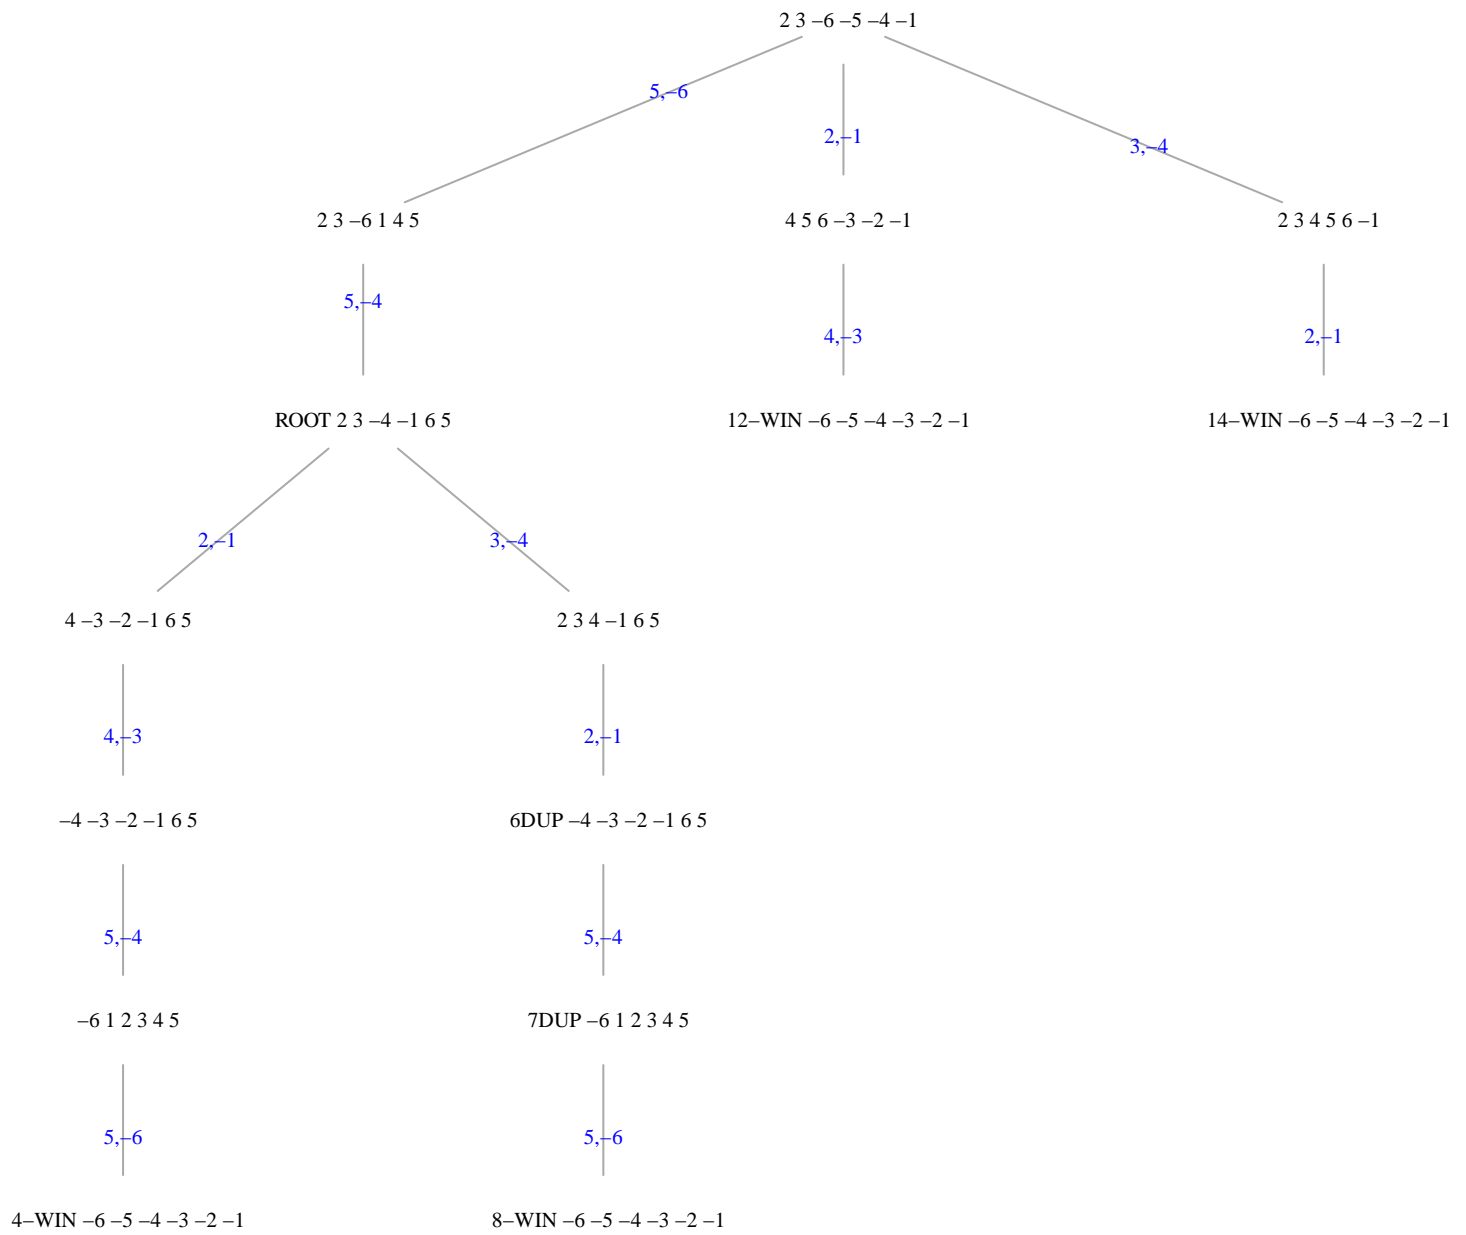 2 3 –6 –5 –4 –1
5,–6
2,–1
3,–4
2 3 –6 1 4 5
4 5 6 –3 –2 –1
2 3 4 5 6 –1
5,–4
4,–3
2,–1
ROOT 2 3 –4 –1 6 5
12–WIN –6 –5 –4 –3 –2 –1
14–WIN –6 –5 –4 –3 –2 –1
2,–1
3,–4
4 –3 –2 –1 6 5
2 3 4 –1 6 5
4,–3
2,–1
–4 –3 –2 –1 6 5
6DUP –4 –3 –2 –1 6 5
5,–4
5,–4
–6 1 2 3 4 5
7DUP –6 1 2 3 4 5
5,–6
5,–6
4–WIN –6 –5 –4 –3 –2 –1
8–WIN –6 –5 –4 –3 –2 –1